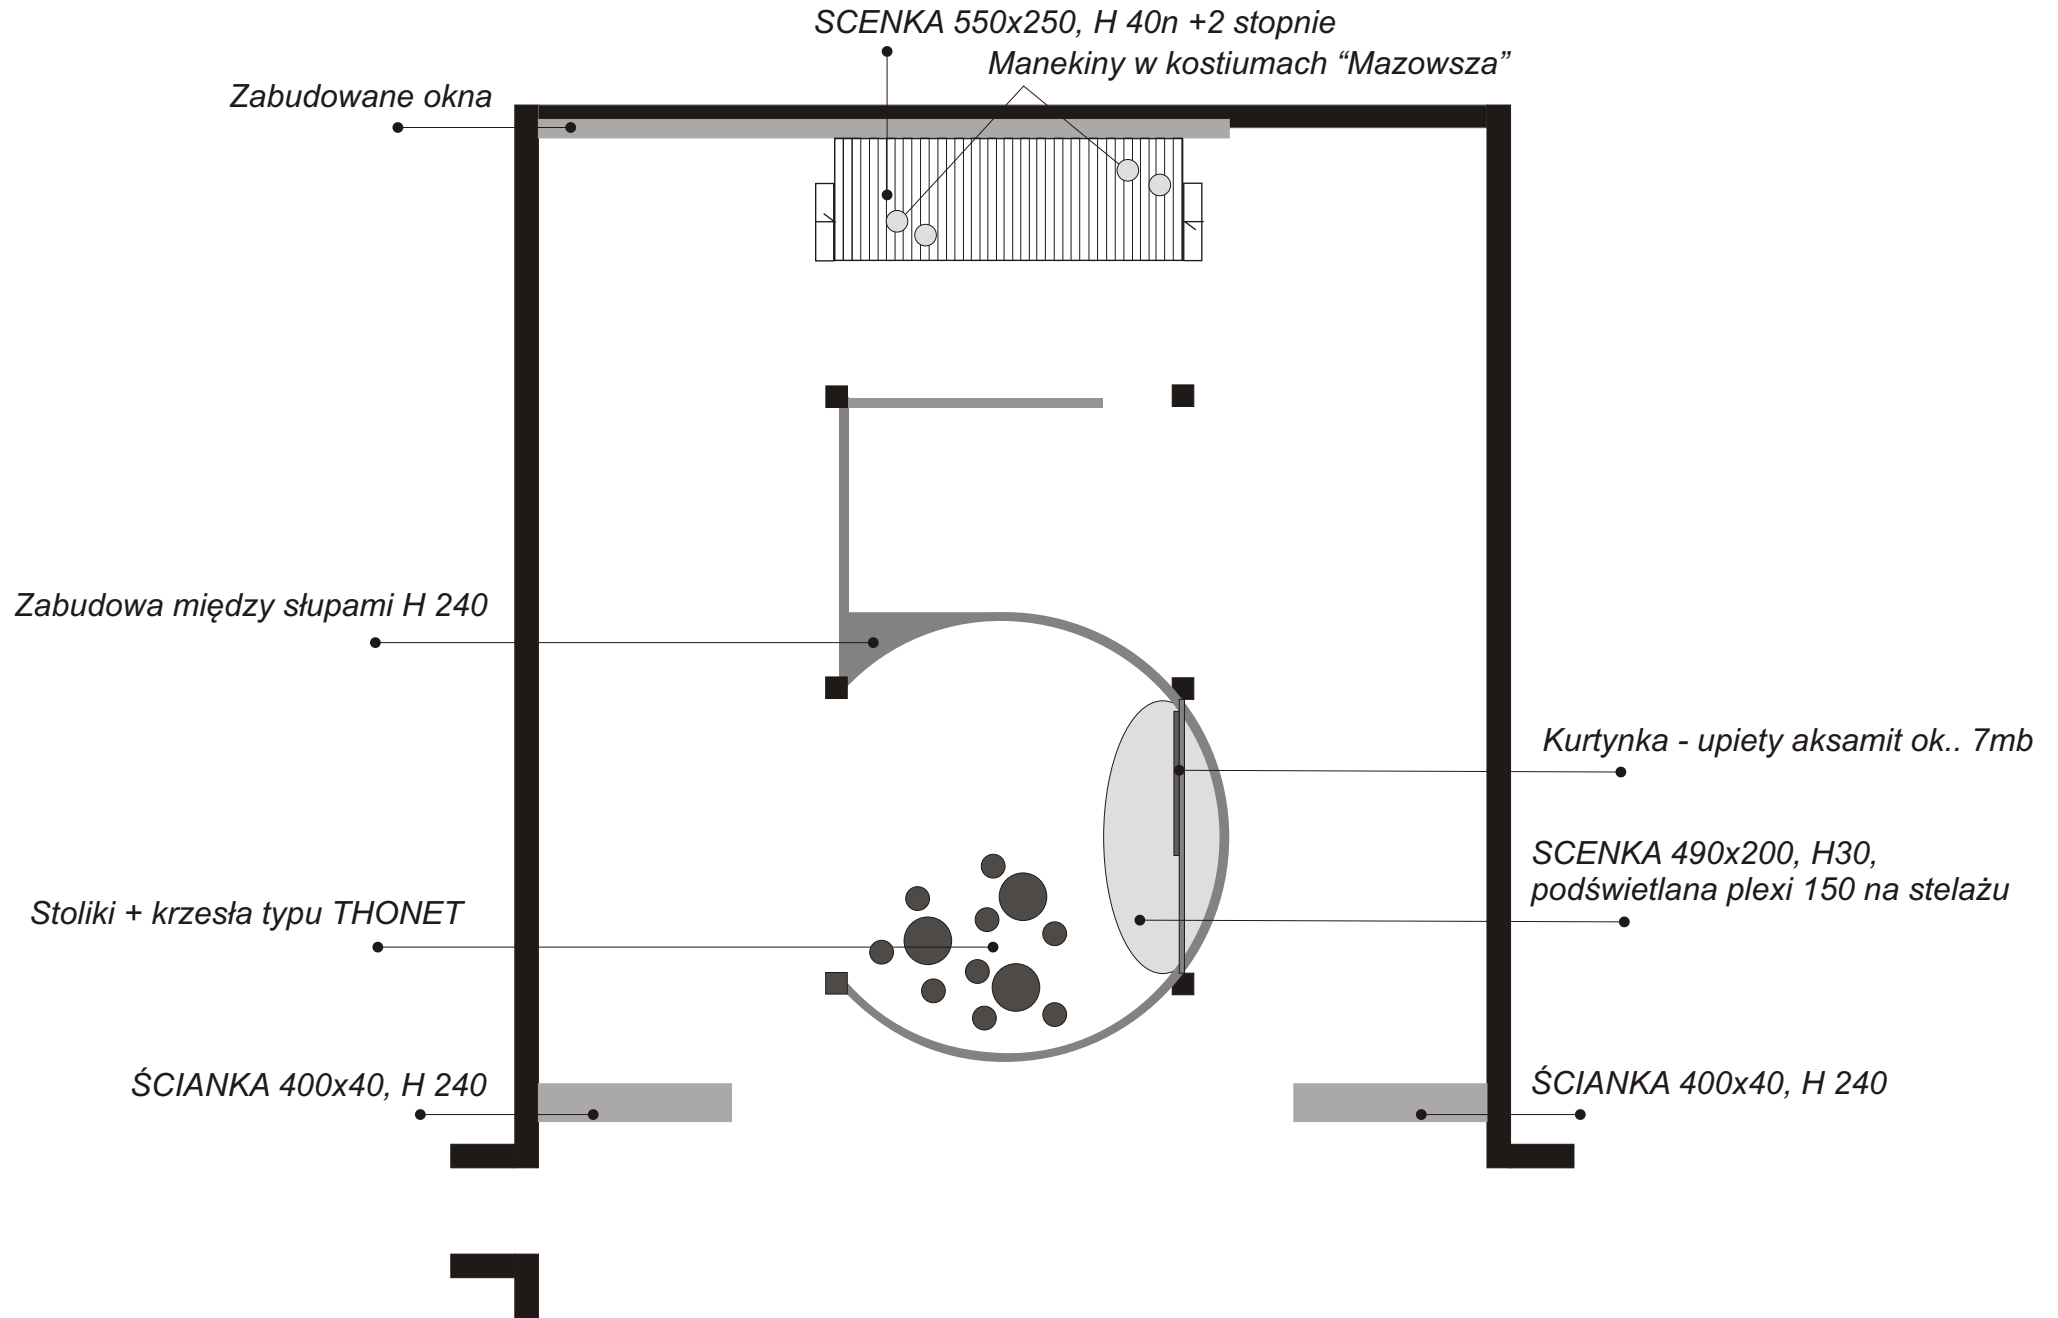 SCENKA 550x250, H 40n +2 stopnie
Manekiny w kostiumach “Mazowsza”
Zabudowane okna
Zabudowa między słupami H 240
Kurtynka - upiety aksamit ok.. 7mb
SCENKA 490x200, H30,
podświetlana plexi 150 na stelażu
Stoliki + krzesła typu THONET
ŚCIANKA 400x40, H 240
ŚCIANKA 400x40, H 240